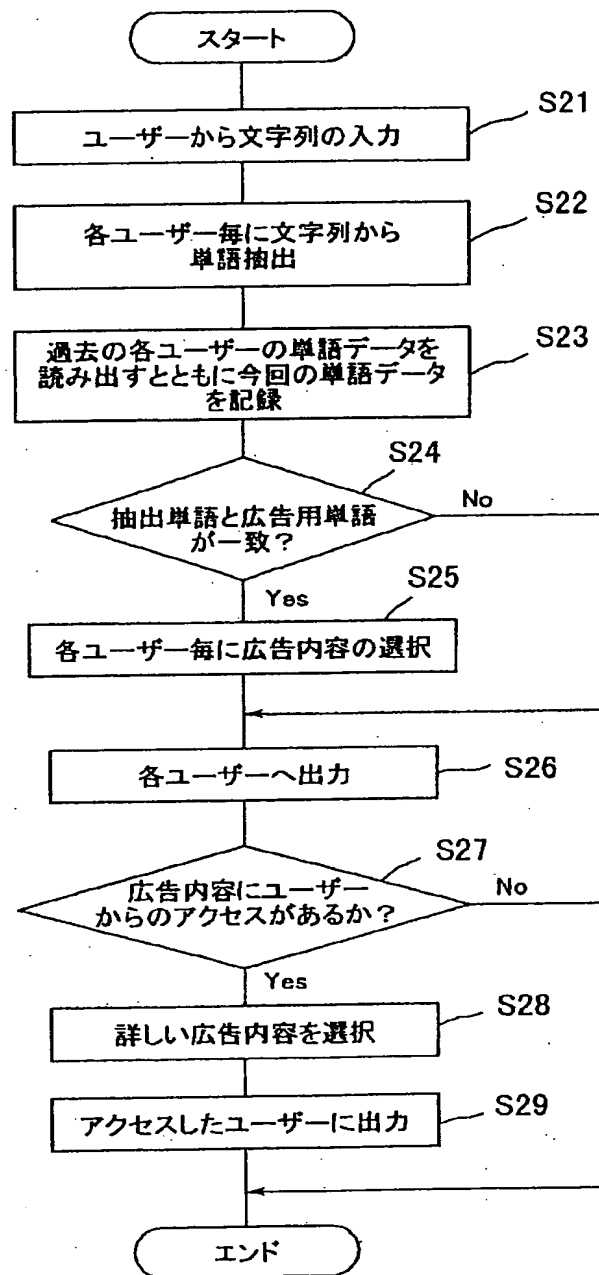 スタート
S21
ユーザーから文字列の入力
S22
各ユーザー毎に文字列から
単語抽出
S23
過去の各ユーザーの単語データを
読み出すとともに今回の単語データ
を記録
S24
抽出単語と広告用単語
が一致?
No
Yes
S25
各ユーザー毎に広告内容の選択
各ユーザーへ出力
S26
S27
広告内容にユーザー
からのアクセスがあるか?
No
Yes
S28
詳しい広告内容を選択
S29
アクセスしたユーザーに出力
エンド